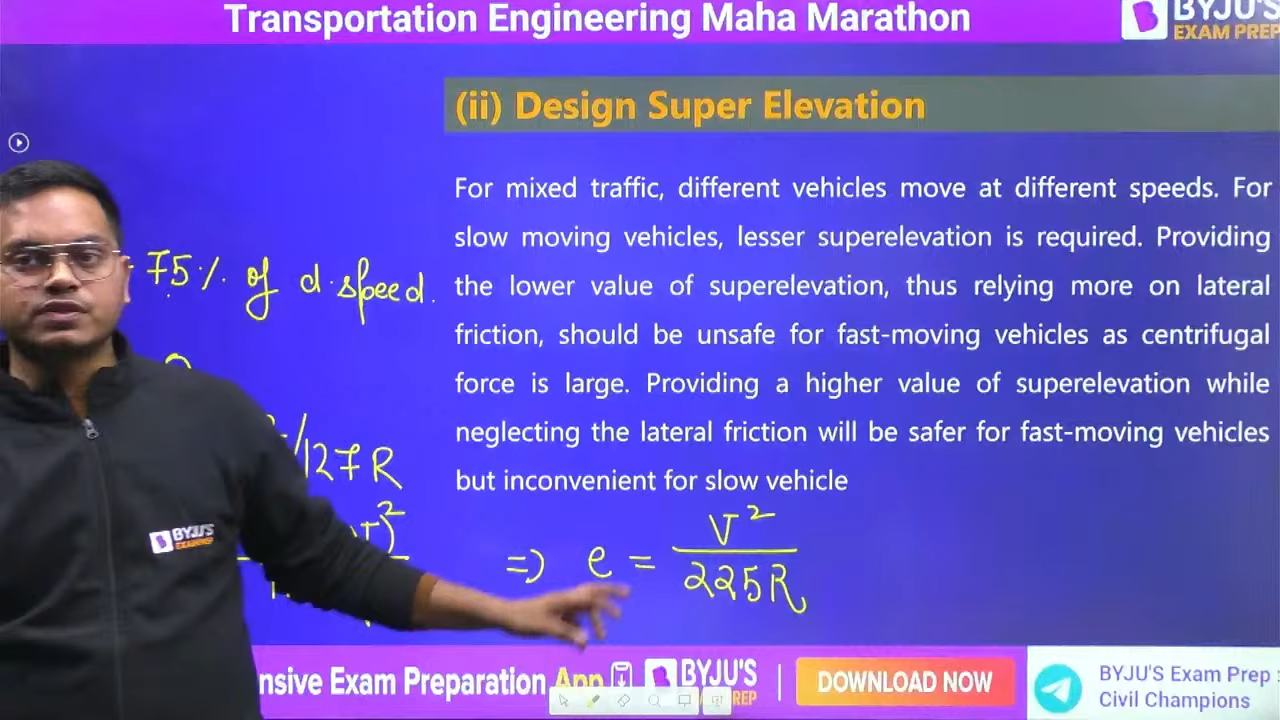 Transportation Engineering Maha Marathon
BYJU'S
EXAM PREP
(ii) Design Super Elevation
For mixed traffic, different vehicles move at different speeds. For
slow moving vehicles, lesser superelevation is required. Providing
the lower value of superelevation, thus relying more on lateral
friction, should be unsafe for fast-moving vehicles as centrifugal
force is large. Providing a higher value of superelevation while
neglecting the lateral friction will be safer for fast-moving vehicles
but inconvenient for slow vehicle
75% of d. speed.
/127R
⇒ e = V²/225R
BYJU'S
EXAM PREP
nsive Exam Preparation App
BYJU'S
PREP
DOWNLOAD NOW
BYJU'S Exam Prep :
Civil Champions